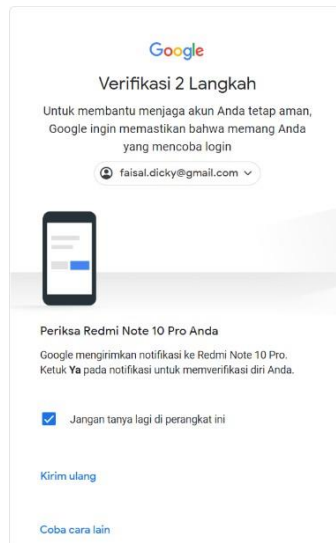 Google
Verifikasi 2 Langkah
Untuk membantu menjaga akun Anda tetap aman,
Google ingin memastikan bahwa memang Anda
yang mencoba login
faisal.dicky@gmail.com
Periksa Redmi Note 10 Pro Anda
Google mengirimkan notifikasi ke Redmi Note 10 Pro.
Ketuk Ya pada notifikasi untuk memverifikasi diri Anda.
Jangan tanya lagi di perangkat ini
Kirim ulang
Coba cara lain